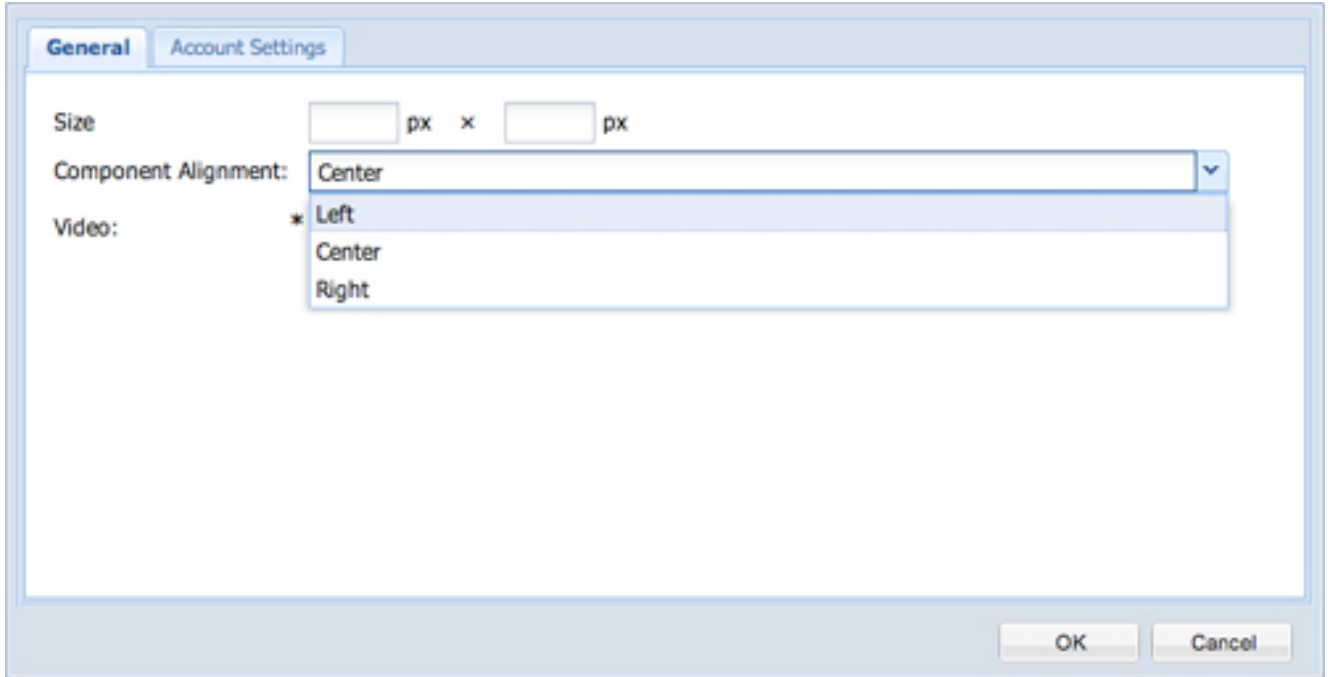 General Account Settings
Size px × px
Component Alignment: Center
Video: * Left
Center
Right
OK Cancel